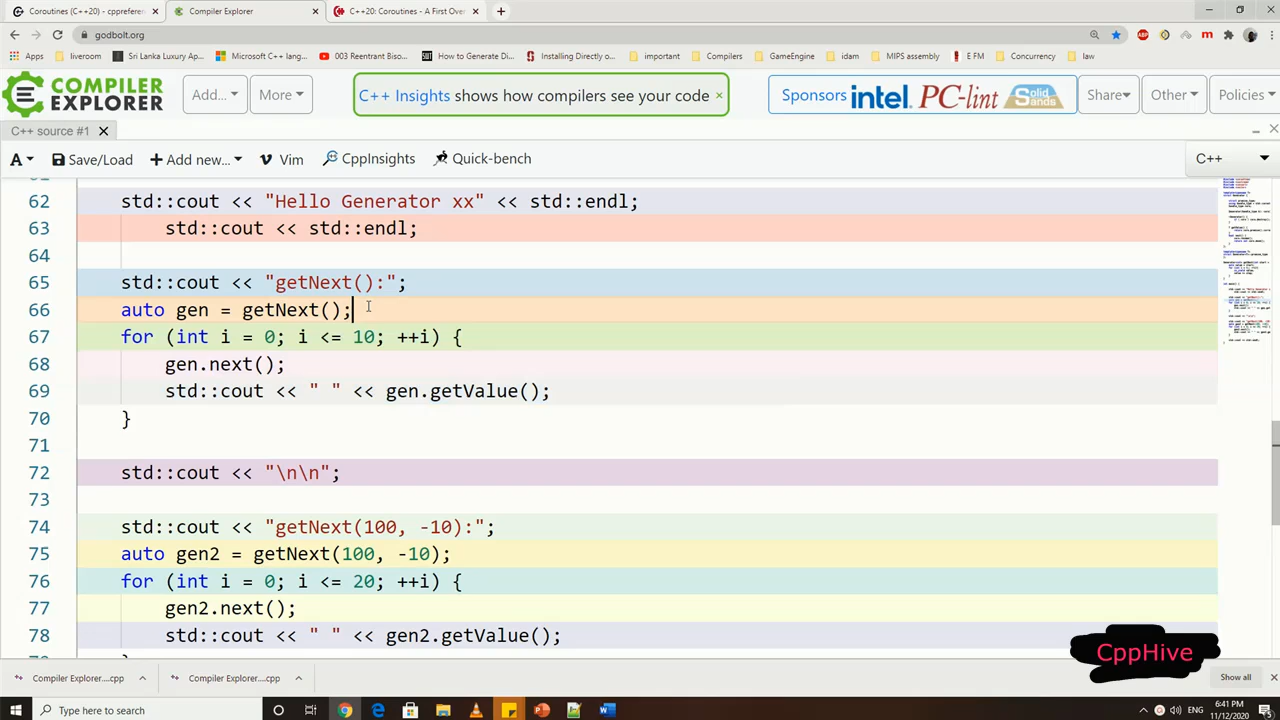 Coroutines (C++20) - cpprefere
Compiler Explorer
C++20: Coroutines - A First Over
godbolt.org
Apps
liveroom
Sri Lanka Luxury Ap...
Microsoft C++ lang...
003 Reentrant Biso...
How to Generate Di...
Installing Directly o...
important
Compilers
GameEngine
idam
MIPS assembly
E FM
Concurrency
law
COMPILER
EXPLORER
Add...
More
C++ Insights shows how compilers see your code ×
Sponsors intel. PC-lint Solid Sands
Share
Other
Policies
C++ source #1
A
Save/Load
Add new...
Vim
CppInsights
Quick-bench
C++
62 std::cout << "Hello Generator xx" << std::endl;
63 std::cout << std::endl;
64
65 std::cout << "getNext():";
66 auto gen = getNext();
67 for (int i = 0; i <= 10; ++i) {
68 gen.next();
69 std::cout << " " << gen.getValue();
70 }
71
72 std::cout << "\n\n";
73
74 std::cout << "getNext(100, -10):";
75 auto gen2 = getNext(100, -10);
76 for (int i = 0; i <= 20; ++i) {
77 gen2.next();
78 std::cout << " " << gen2.getValue();
CppHive
Compiler Explorer....cpp
Compiler Explorer....cpp
Show all
Type here to search
ENG
6:41 PM
11/12/2020